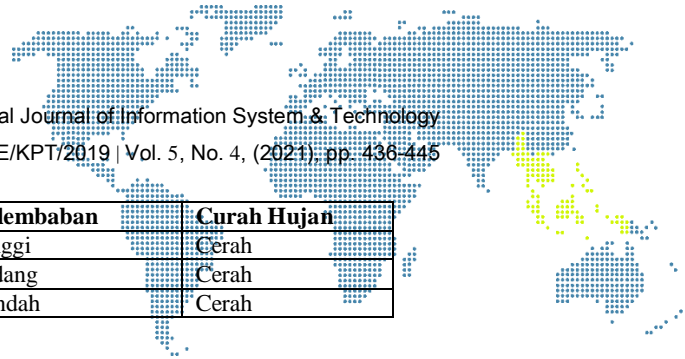 al Journal of Information System & Technology
E/KPT/2019 | Vol. 5, No. 4, (2021), pp. 436-445
lembaban Curah Hujan
ggi Cerah
dang Cerah
ndah Cerah